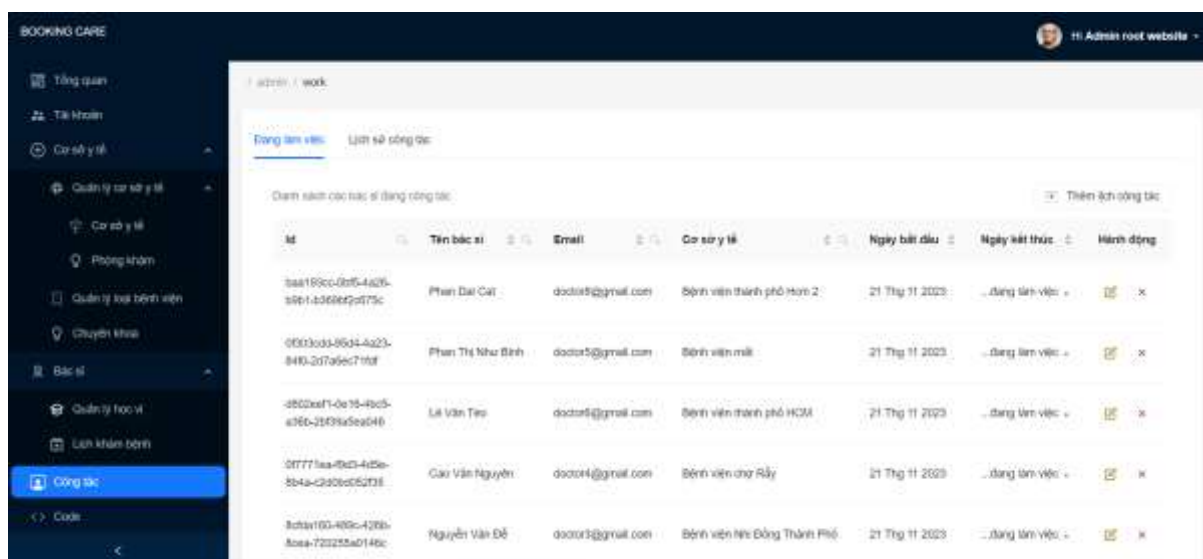 BOOKING CARE
Hi Admin root website
Tổng quan
Tài khoản
Cơ sở y tế
Quản lý cơ sở y tế
Cơ sở y tế
Phòng khám
Quản lý loại bệnh viện
Chuyên khoa
Bác sĩ
Quản lý học vị
Lịch khám bệnh
Công tác
Code
/ admin / work
Đang làm việc Lịch sử công tác
Danh sách các bác sĩ đang công tác
Thêm lịch công tác
Id Tên bác sĩ Email Cơ sở y tế Ngày bắt đầu Ngày kết thúc Hành động
Phan Đạt Cát Bệnh viện thành phố Hcm 2 21 Thg 11 2023 ...đang làm việc
Phan Thị Như Bình doctor5@gmail.com Bệnh viện mắt 21 Thg 11 2023 ...đang làm việc
Lê Văn Tèo doctor6@gmail.com Bệnh viện thành phố HCM 21 Thg 11 2023 ...đang làm việc
Cao Văn Nguyên doctor4@gmail.com Bệnh viện chợ Rẫy 21 Thg 11 2023 ...đang làm việc
Nguyễn Văn Đễ doctor3@gmail.com Bệnh viện Nhi Đồng Thành Phố 21 Thg 11 2023 ...đang làm việc